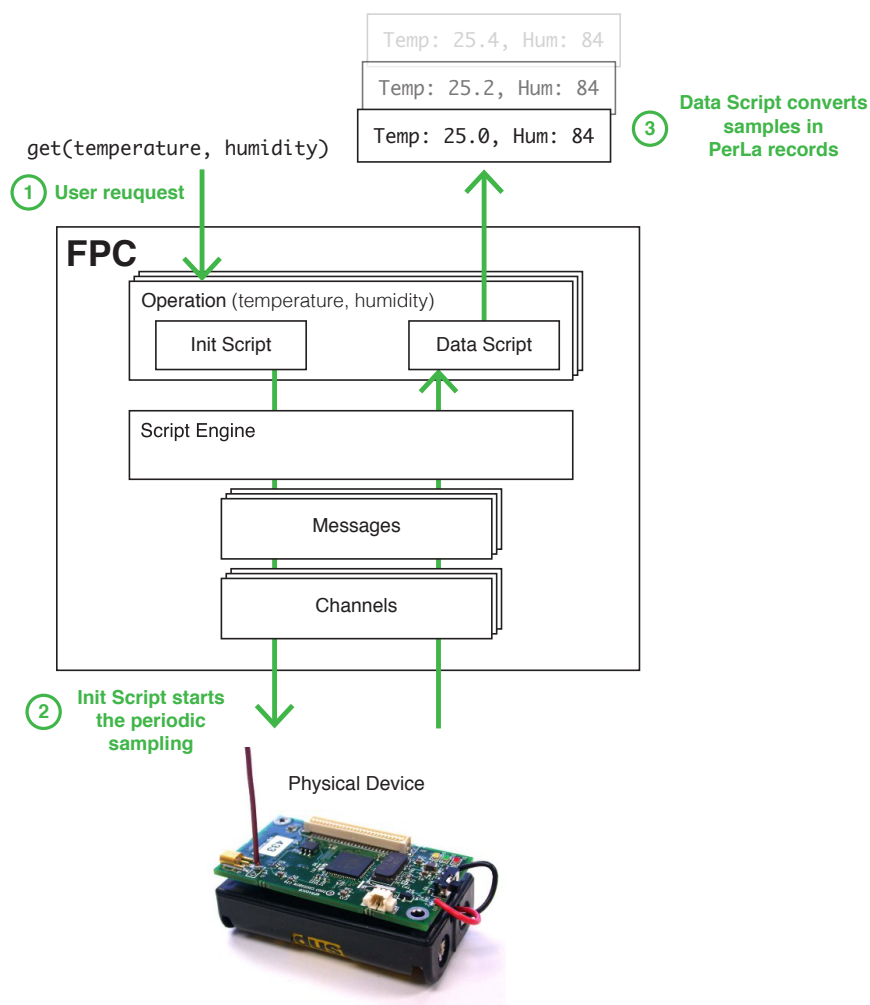 Temp: 25.4, Hum: 84
Temp: 25.2, Hum: 84
Temp: 25.0, Hum: 84
3
Data Script converts
samples in
PerLa records
get(temperature, humidity)
1
User reuquest
FPC
Operation (temperature, humidity)
Init Script
Data Script
Script Engine
Messages
Channels
2
Init Script starts
the periodic
sampling
Physical Device
433